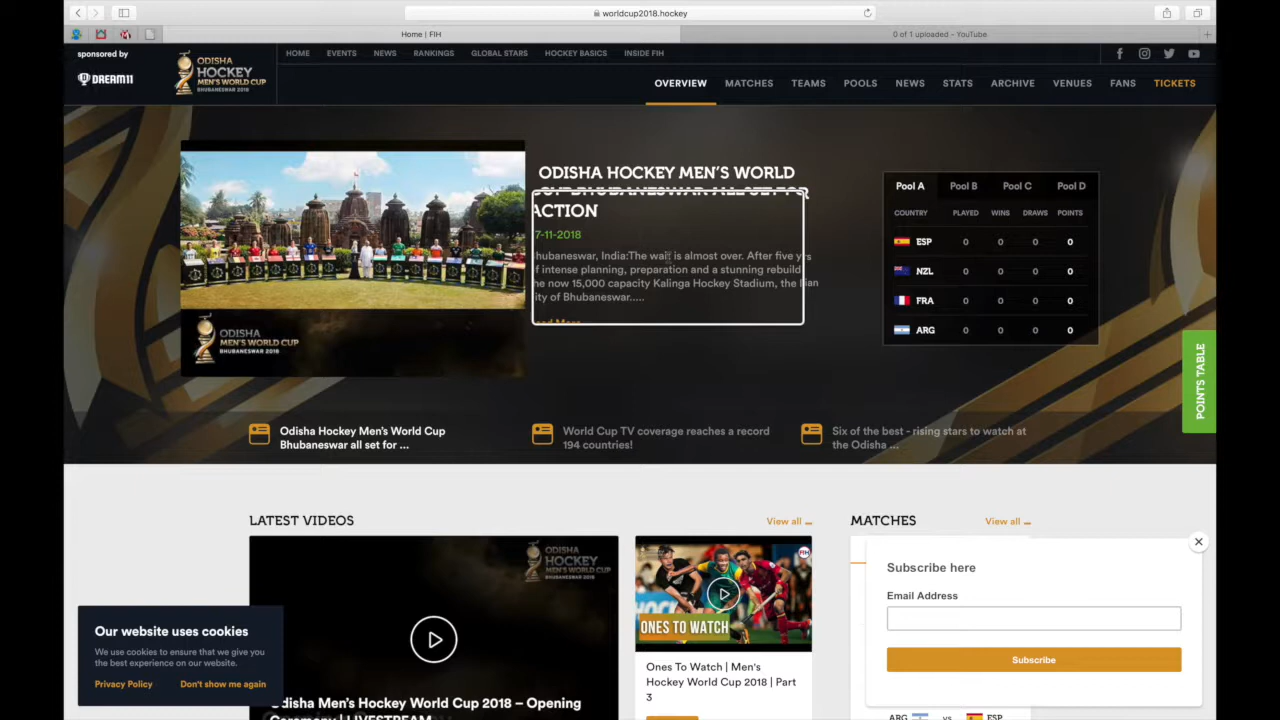 worldcup2018.hockey
Home | FIH
0 of 1 uploaded - YouTube
sponsored by
DREAM11
ODISHA
HOCKEY
MEN'S WORLD CUP
BHUBANESWAR 2018
HOME EVENTS NEWS RANKINGS GLOBAL STARS HOCKEY BASICS INSIDE FIH
OVERVIEW MATCHES TEAMS POOLS NEWS STATS ARCHIVE VENUES FANS TICKETS
ODISHA
MEN'S WORLD CUP
BHUBANESWAR 2018
ODISHA HOCKEY MEN'S WORLD
CUP BHUBANESWAR ALL SET FOR
ACTION
7-11-2018
hubaneswar, India:The wait is almost over. After five y rs
f intense planning, preparation and a stunning rebuild
he now 15,000 capacity Kalinga Hockey Stadium, the I ian
ity of Bhubaneswar.....
Pool A Pool B Pool C Pool D
COUNTRY PLAYED WINS DRAWS POINTS
ESP 0 0 0 0
NZL 0 0 0 0
FRA 0 0 0 0
ARG 0 0 0 0
POINTS TABLE
Odisha Hockey Men's World Cup
Bhubaneswar all set for ...
World Cup TV coverage reaches a record
194 countries!
Six of the best - rising stars to watch at
the Odisha ...
LATEST VIDEOS
View all
ODISHA
HOCKEY
MEN'S WORLD CUP
BHUBANESWAR 2018
Odisha Men's Hockey World Cup 2018 – Opening
Ceremony | LIVESTREAM
FIH
ONES TO WATCH
Ones To Watch | Men's
Hockey World Cup 2018 | Part
3
MATCHES
View all
ARG vs ESP
Subscribe here
Email Address
Subscribe
Our website uses cookies
We use cookies to ensure that we give you
the best experience on our website.
Privacy Policy Don't show me again